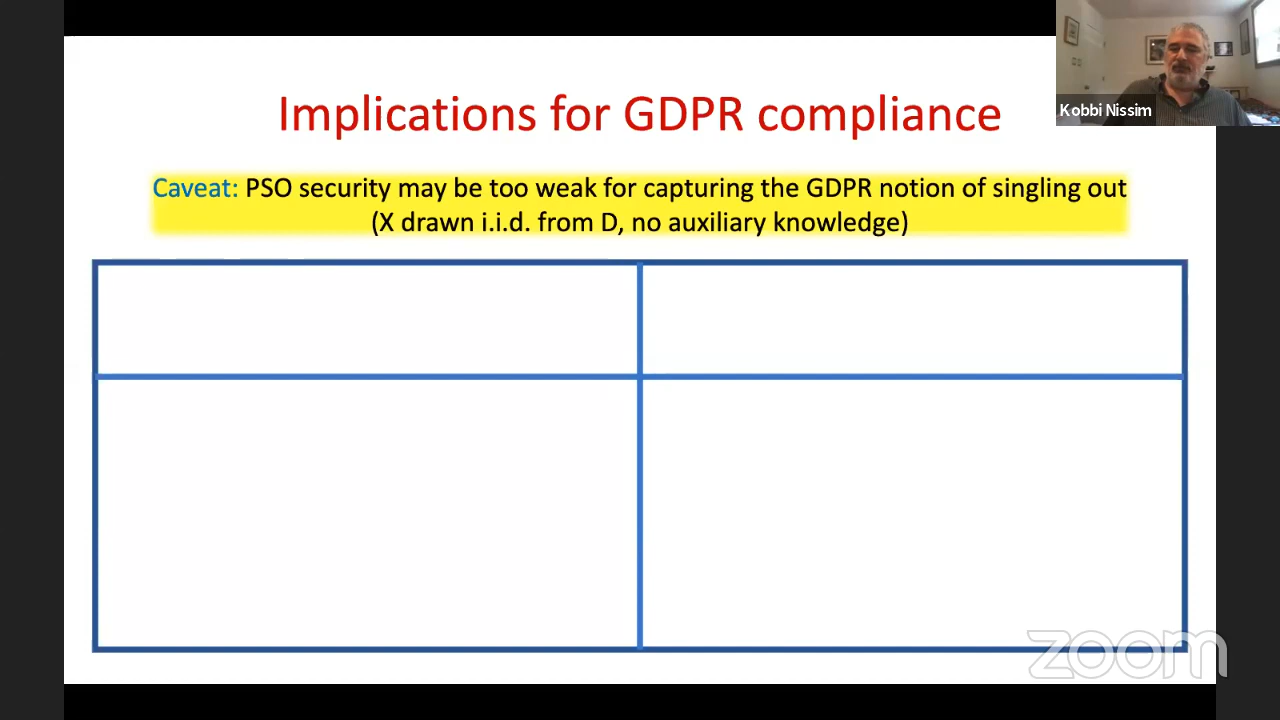 Implications for GDPR compliance
Kobbi Nissim
Caveat: PSO security may be too weak for capturing the GDPR notion of singling out
(X drawn i.i.d. from D, no auxiliary knowledge)
zoom